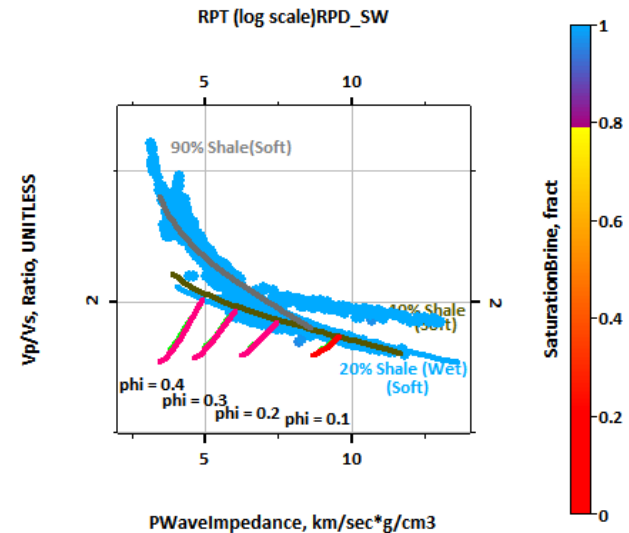 RPT (log scale)RPD_SW
5 10
90% Shale(Soft)
2 2
40% Shale
(Soft)
20% Shale (Wet)
(Soft)
phi = 0.4
phi = 0.3
phi = 0.2
phi = 0.1
5 10
PWaveImpedance, km/sec*g/cm3
Vp/Vs, Ratio, UNITLESS
SaturationBrine, fract
1
0.8
0.6
0.4
0.2
0